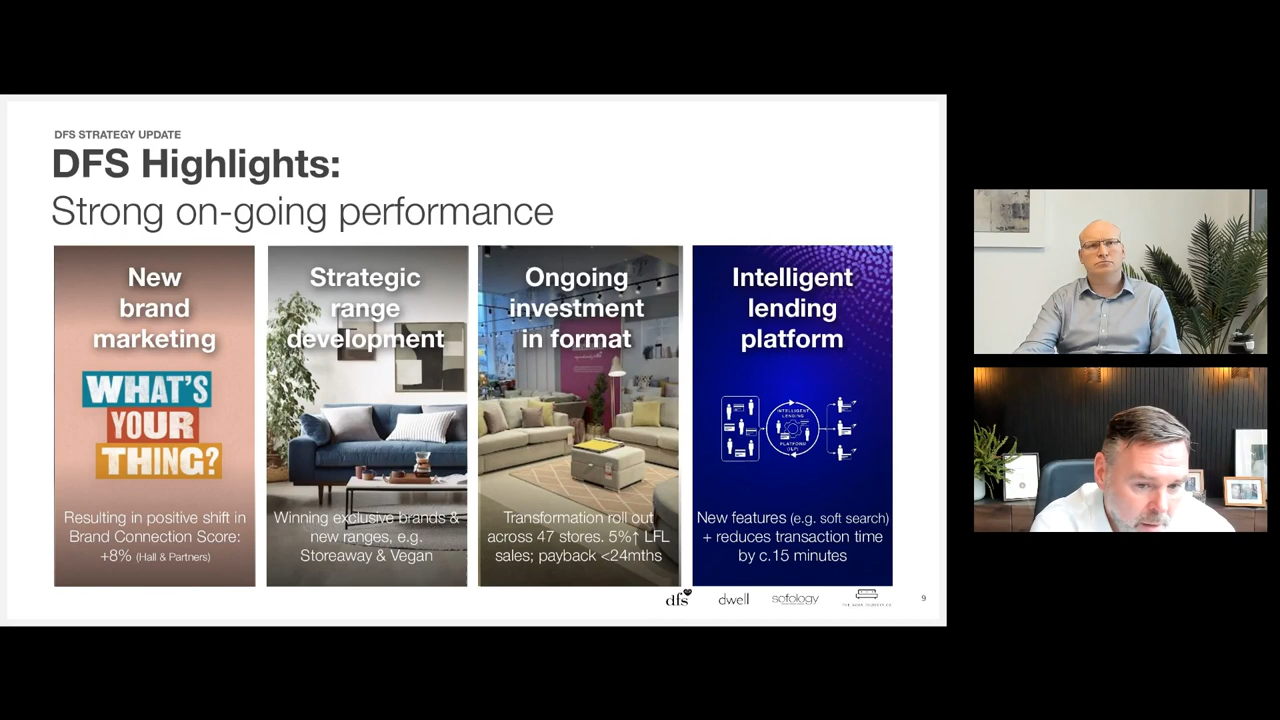 DFS STRATEGY UPDATE
DFS Highlights:
Strong on-going performance
New
brand
marketing
WHAT'S
YOUR
THING?
Resulting in positive shift in
Brand Connection Score:
+8% (Hall & Partners)
Strategic
range
development
Winning exclusive brands &
new ranges, e.g.
Storeaway & Vegan
Ongoing
investment
in format
Transformation roll out
across 47 stores. 5%↑ LFL
sales; payback <24mths
Intelligent
lending
platform
INTELLIGENT
LENDING
PLATFORM
(ILP)
New features (e.g. soft search)
+ reduces transaction time
by c.15 minutes
dfs
dwell
sofology
9